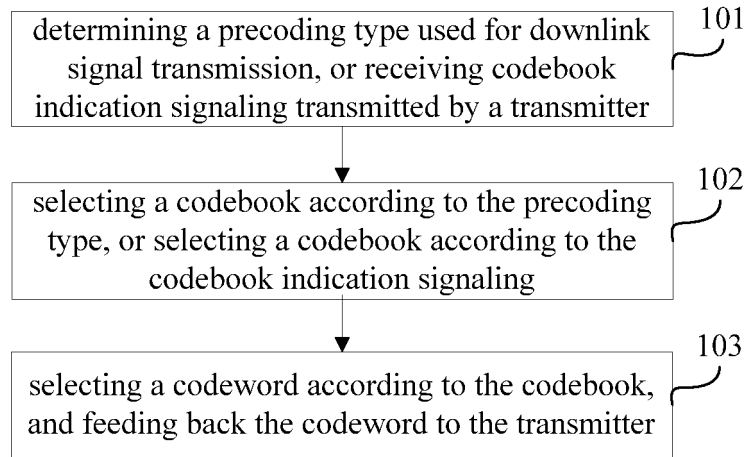 determining a precoding type used for downlink
signal transmission, or receiving codebook
indication signaling transmitted by a transmitter
101
selecting a codebook according to the precoding
type, or selecting a codebook according to the
codebook indication signaling
102
selecting a codeword according to the codebook,
and feeding back the codeword to the transmitter
103